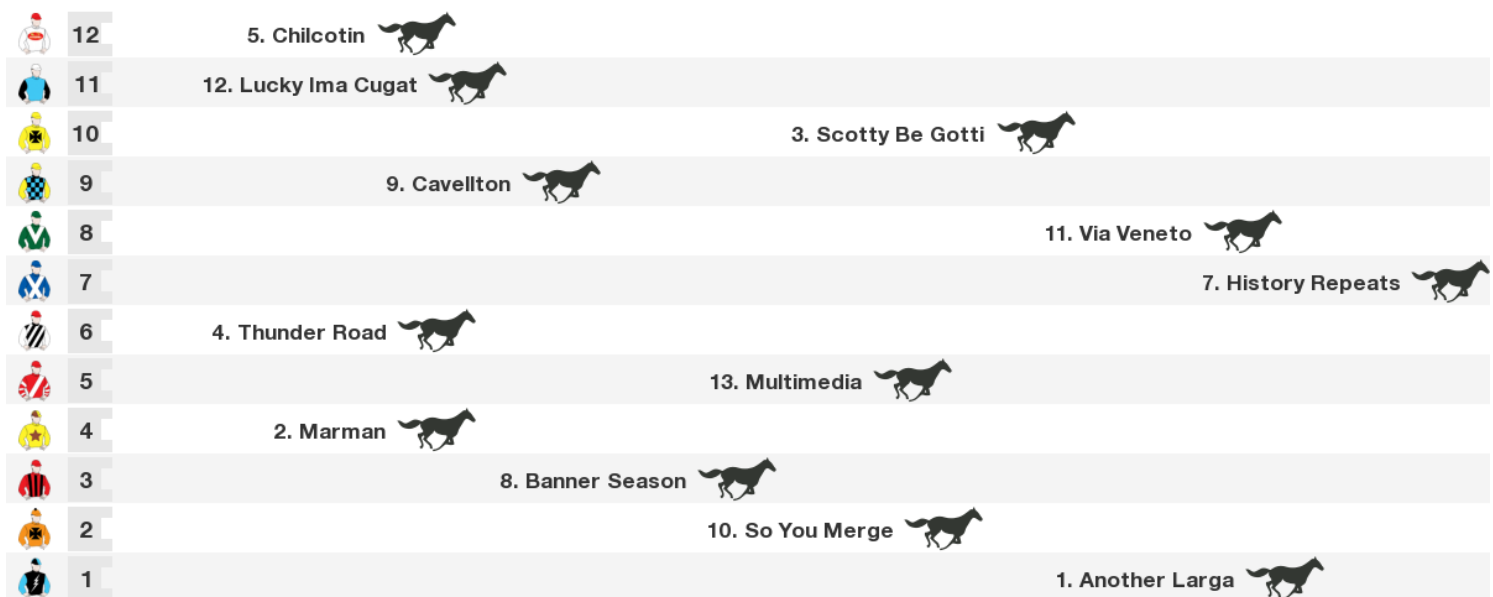 12 5. Chilcotin
11 12. Lucky Ima Cugat
10 3. Scotty Be Gotti
9 9. Cavellton
8 11. Via Veneto
7 7. History Repeats
6 4. Thunder Road
5 13. Multimedia
4 2. Marman
3 8. Banner Season
2 10. So You Merge
1 1. Another Larga